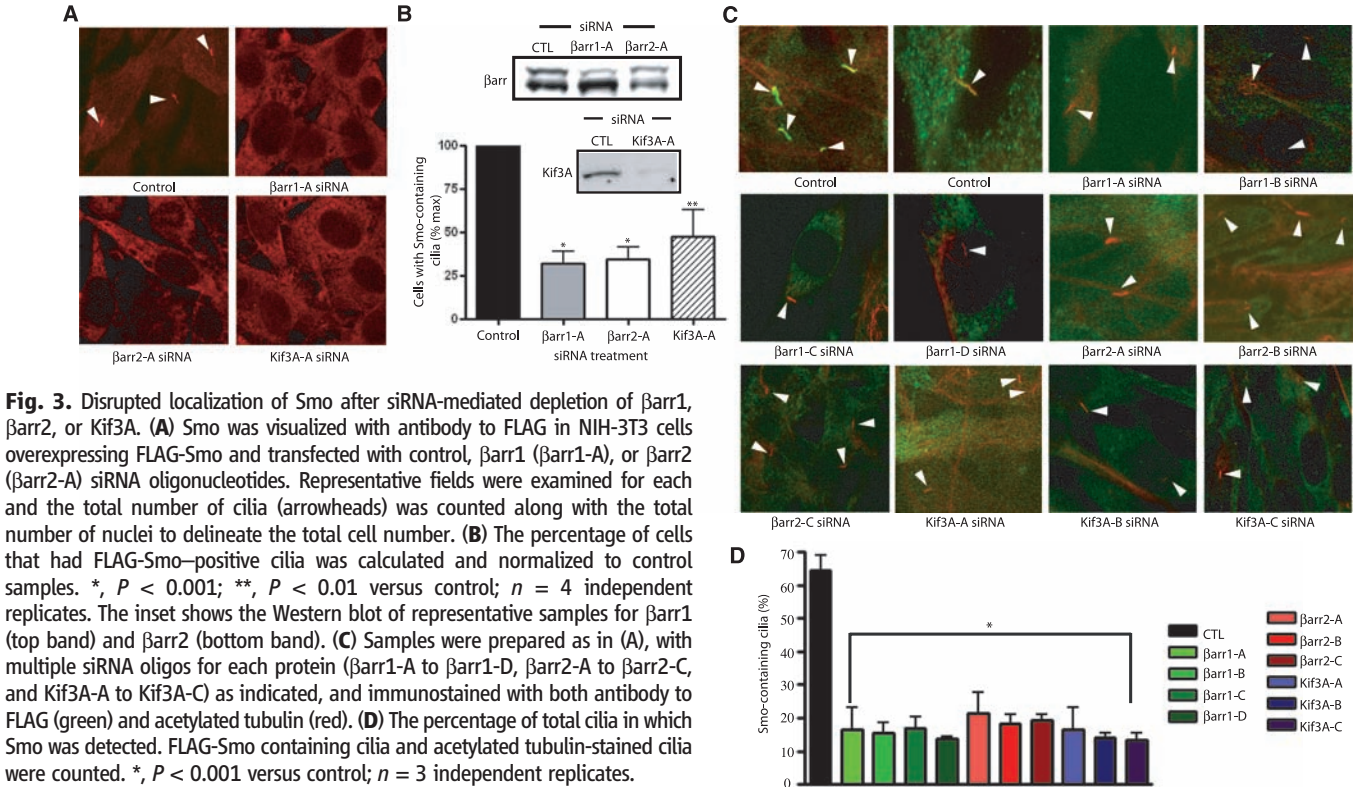 A
Control
βarr1-A siRNA
βarr2-A siRNA
Kif3A-A siRNA
B
siRNA
CTL βarr1-A βarr2-A
βarr
siRNA
CTL Kif3A-A
Kif3A
Cells with Smo-containing
cilia (% max)
100
75
50
25
0
*
*
**
Control
βarr1-A
βarr2-A
Kif3A-A
siRNA treatment
C
Control
Control
βarr1-A siRNA
βarr1-B siRNA
βarr1-C siRNA
βarr1-D siRNA
βarr2-A siRNA
βarr2-B siRNA
βarr2-C siRNA
Kif3A-A siRNA
Kif3A-B siRNA
Kif3A-C siRNA
Fig. 3. Disrupted localization of Smo after siRNA-mediated depletion of βarr1,
βarr2, or Kif3A. (A) Smo was visualized with antibody to FLAG in NIH-3T3 cells
overexpressing FLAG-Smo and transfected with control, βarr1 (βarr1-A), or βarr2
(βarr2-A) siRNA oligonucleotides. Representative fields were examined for each
and the total number of cilia (arrowheads) was counted along with the total
number of nuclei to delineate the total cell number. (B) The percentage of cells
that had FLAG-Smo–positive cilia was calculated and normalized to control
samples. *, P < 0.001; **, P < 0.01 versus control; n = 4 independent
replicates. The inset shows the Western blot of representative samples for βarr1
(top band) and βarr2 (bottom band). (C) Samples were prepared as in (A), with
multiple siRNA oligos for each protein (βarr1-A to βarr1-D, βarr2-A to βarr2-C,
and Kif3A-A to Kif3A-C) as indicated, and immunostained with both antibody to
FLAG (green) and acetylated tubulin (red). (D) The percentage of total cilia in which
Smo was detected. FLAG-Smo containing cilia and acetylated tubulin-stained cilia
were counted. *, P < 0.001 versus control; n = 3 independent replicates.
D
Smo-containing cilia (%)
70
60
50
40
30
20
10
0
*
CTL
βarr1-A
βarr1-B
βarr1-C
βarr1-D
βarr2-A
βarr2-B
βarr2-C
Kif3A-A
Kif3A-B
Kif3A-C